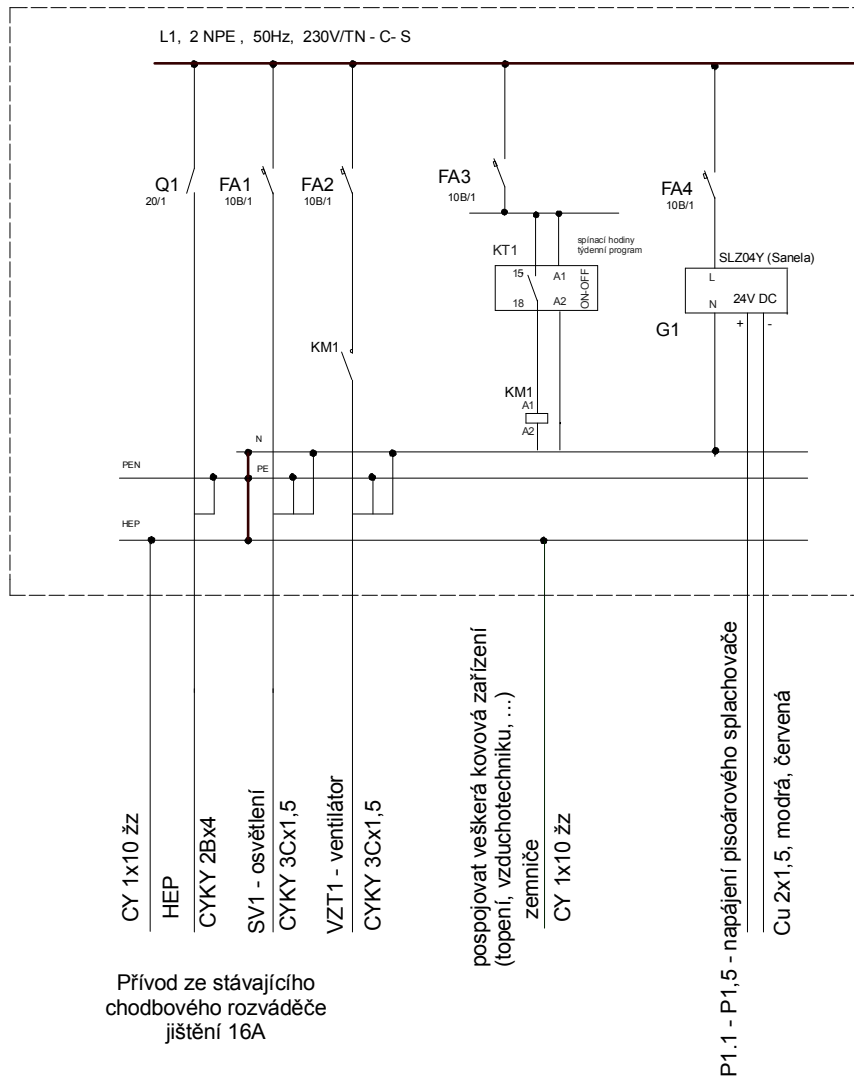 L1, 2 NPE , 50Hz, 230V/TN - C- S
Q1
20/1
FA1
10B/1
FA2
10B/1
FA3
10B/1
FA4
10B/1
spínací hodiny
týdenní program
KT1
15
A1
18
A2
ON-OFF
SLZ04Y (Sanela)
L
N
24V DC
+
-
G1
KM1
KM1
A1
A2
N
PEN
PE
HEP
CY 1x10 žz
HEP
CYKY 2Bx4
SV1 - osvětlení
CYKY 3Cx1,5
VZT1 - ventilátor
CYKY 3Cx1,5
pospojovat veškerá kovová zařízení
(topení, vzduchotechniku, ...)
zemniče
CY 1x10 žz
P1.1 - P1,5 - napájení pisoárového splachovače
Cu 2x1,5, modrá, červená
Přívod ze stávajícího
chodbového rozváděče
jištění 16A